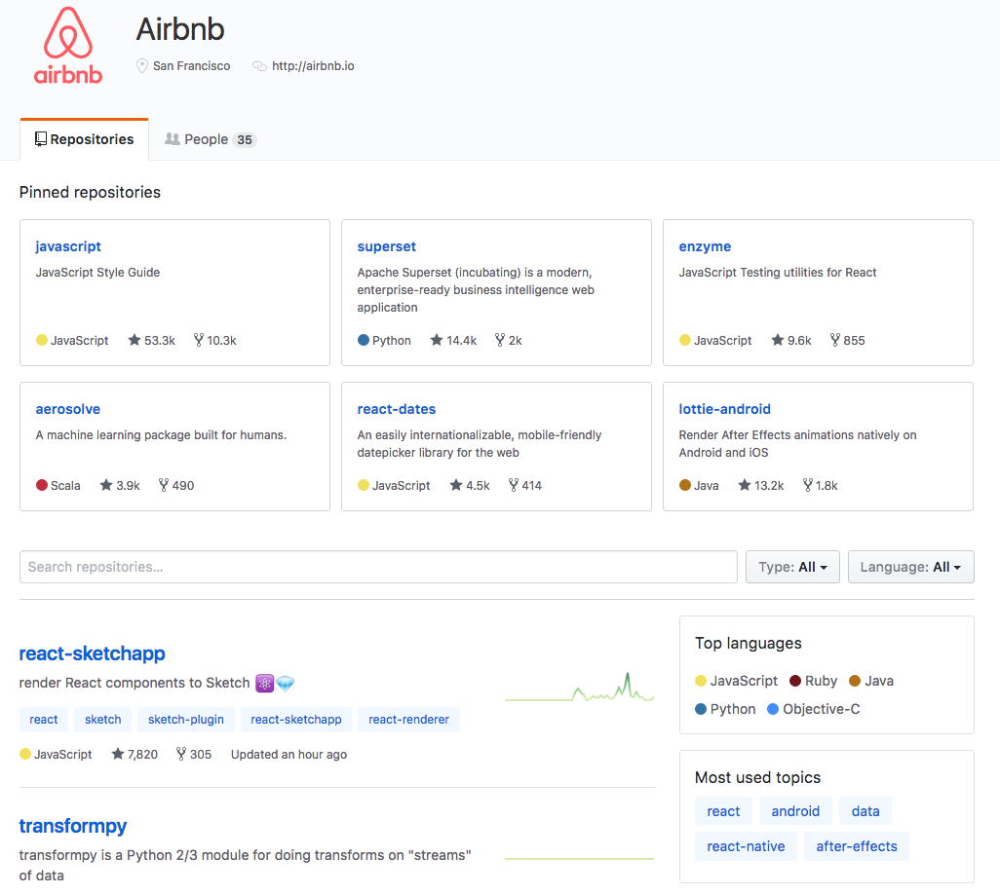 airbnb
Airbnb
San Francisco http://airbnb.io
Repositories People 35
Pinned repositories
javascript
JavaScript Style Guide
JavaScript 53.3k 10.3k
superset
Apache Superset (incubating) is a modern,
enterprise-ready business intelligence web
application
Python 14.4k 2k
enzyme
JavaScript Testing utilities for React
JavaScript 9.6k 855
aerosolve
A machine learning package built for humans.
Scala 3.9k 490
react-dates
An easily internationalizable, mobile-friendly
datepicker library for the web
JavaScript 4.5k 414
lottie-android
Render After Effects animations natively on
Android and iOS
Java 13.2k 1.8k
Search repositories... Type: All Language: All
react-sketchapp
render React components to Sketch
react sketch sketch-plugin react-sketchapp react-renderer
JavaScript 7,820 305 Updated an hour ago
transformpy
transformpy is a Python 2/3 module for doing transforms on "streams"
of data
Top languages
JavaScript Ruby Java
Python Objective-C
Most used topics
react android data
react-native after-effects